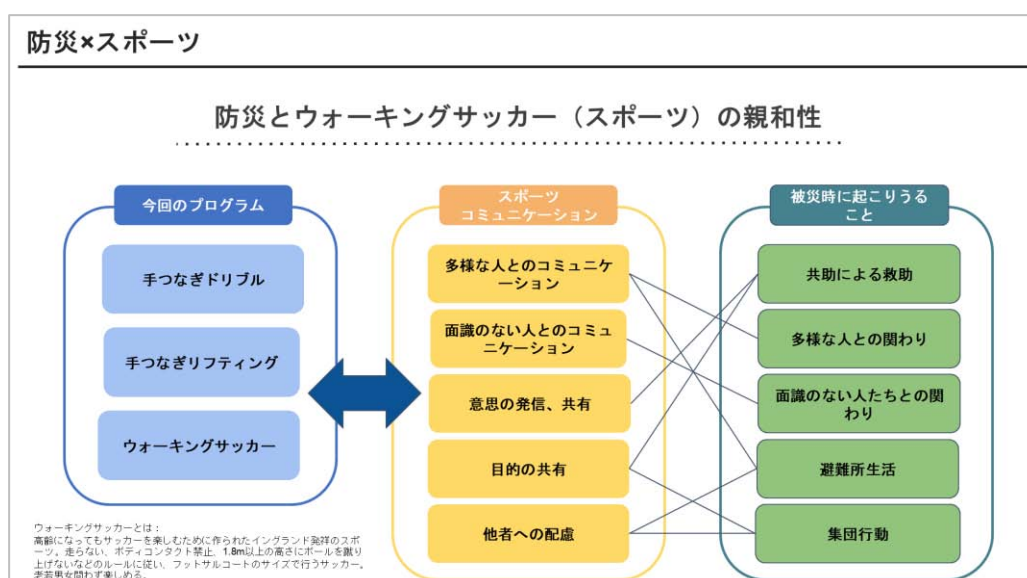 防災×スポーツ
防災とウォーキングサッカー（スポーツ）の親和性
今回のプログラム
手つなぎドリブル
手つなぎリフティング
ウォーキングサッカー
スポーツ
コミュニケーション
多様な人とのコミュニケ
ーション
面識のない人とのコミュ
ニケーション
意思の発信、共有
目的の共有
他者への配慮
被災時に起こりうる
こと
共助による救助
多様な人との関わり
面識のない人たちとの関
わり
避難所生活
集団行動
ウォーキングサッカーとは：
高齢になってもサッカーを楽しむために作られたイングランド発祥のスポ
ーツ。走らない、ボディコンタクト禁止、1.8m以上の高さにボールを蹴り
上げないなどのルールに従い、フットサルコートのサイズで行うサッカー。
老若男女問わず楽しめる。